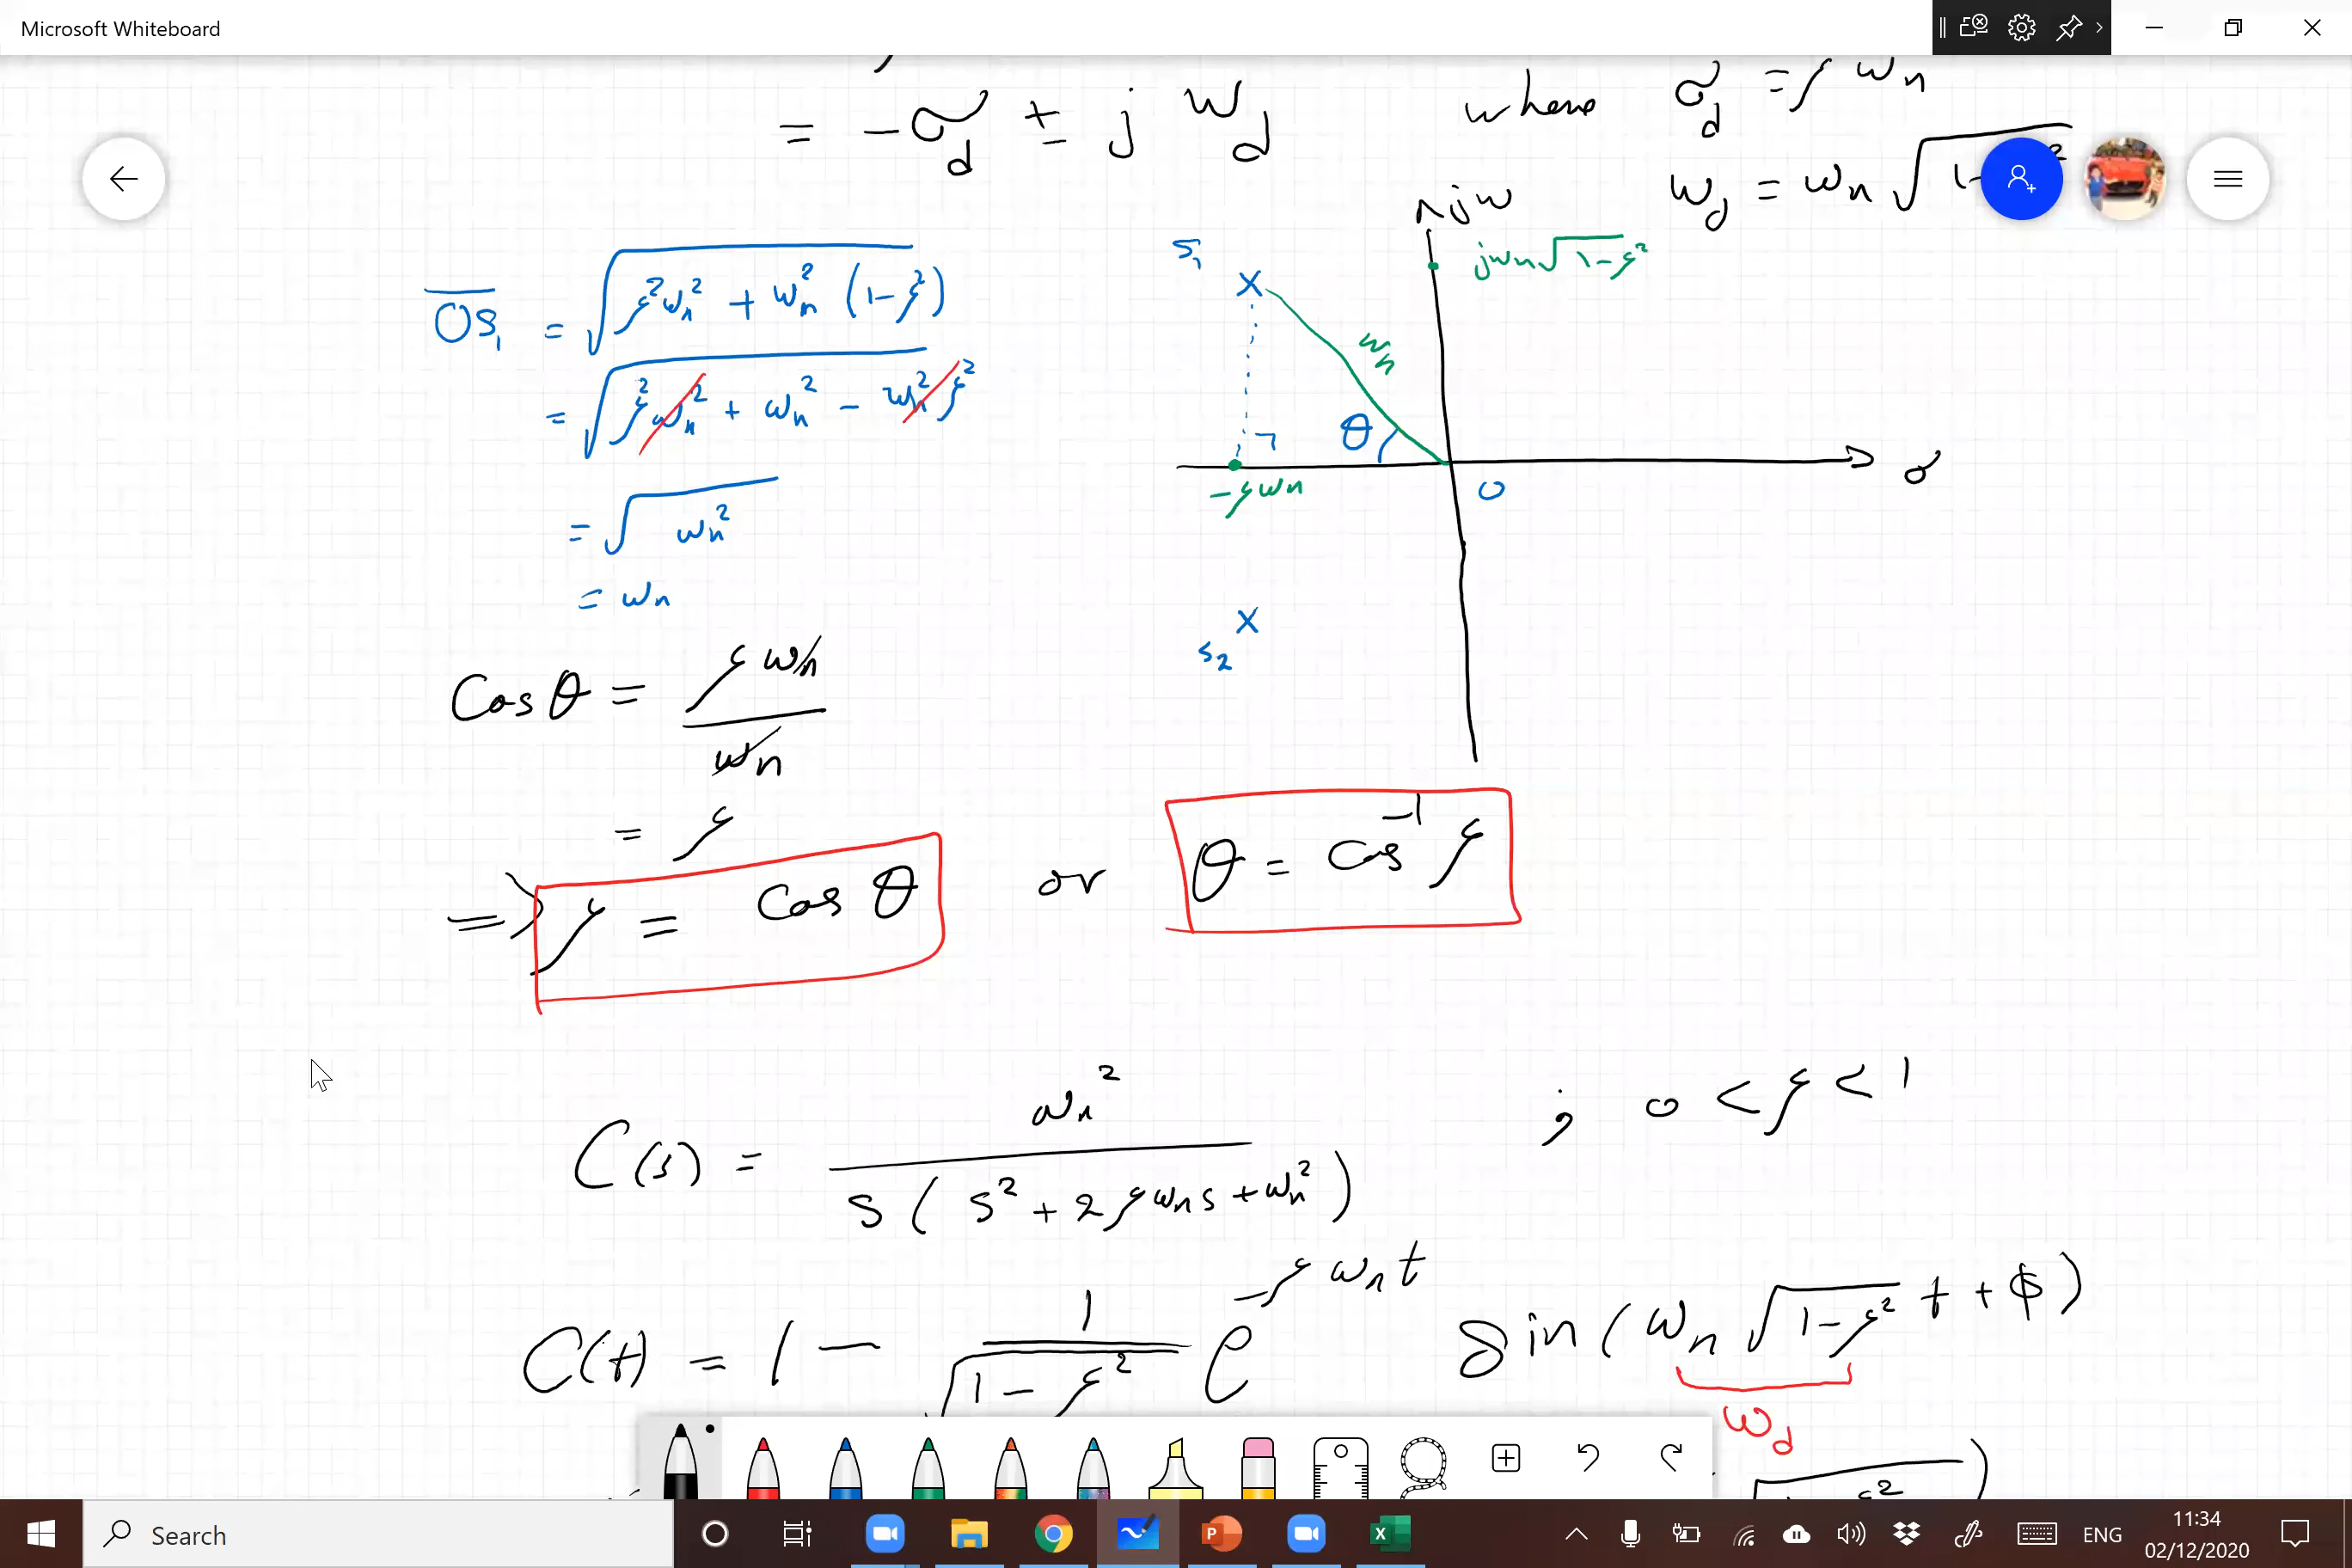 Microsoft Whiteboard
= -σd ± j ωd where σd = ζ ωn
ωd = ωn √1-
jω
S1
jωn√1-ζ²
OS1 = √ζ²ωn² + ωn² (1-ζ²)
= √ζ²ωn² + ωn² - ωn²ζ²
ωn
θ
-ζωn
0
σ
= √ωn²
= ωn
S2
Cos θ = ζωn / ωn
= ζ
=> ζ = Cos θ or θ = Cos⁻¹ ζ
C(s) = ωn² / s(s² + 2ζωns + ωn²) ; 0 < ζ < 1
C(t) = 1 - 1/√1-ζ² e^-ζωnt Sin(ωn √1-ζ² t + ϕ)
ωd
Search
ENG
11:34
02/12/2020